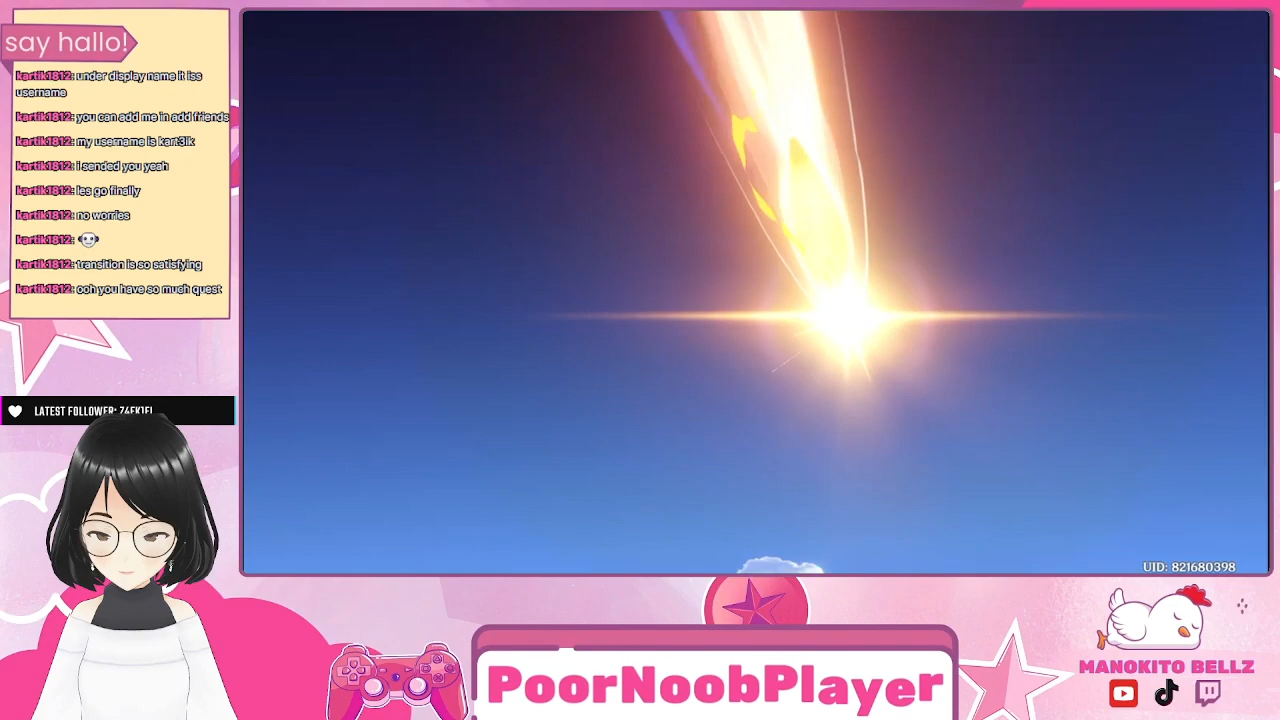 say hallo!
kartik1812: under display name it iss
username
kartik1812: you can add me in add friends
kartik1812: my username is kart3ik
kartik1812: i sended you yeah
kartik1812: les go finally
kartik1812: no worries
kartik1812:
kartik1812: transition is so satisfying
kartik1812: ooh you have so much quest
LATEST FOLLOWER:
UID: 821680398
PoorNoobPlayer
MANOKITO BELLZ